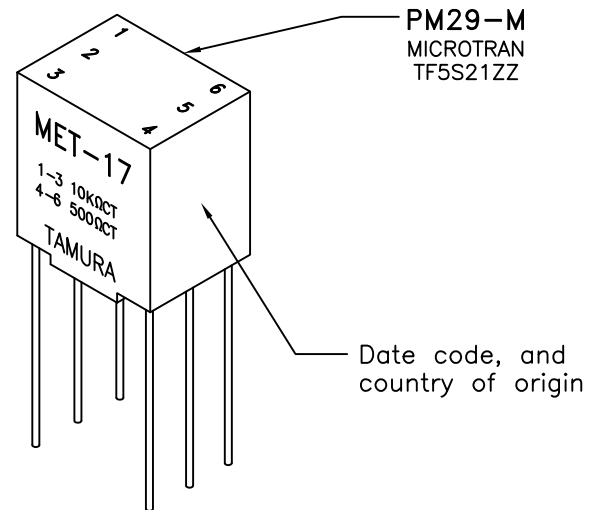 PM29-M
MICROTRAN
TF5S21ZZ
1
2
3
6
5
4
MET-17
1-3 10KΩCT
4-6 500ΩCT
TAMURA
Date code, and
country of origin